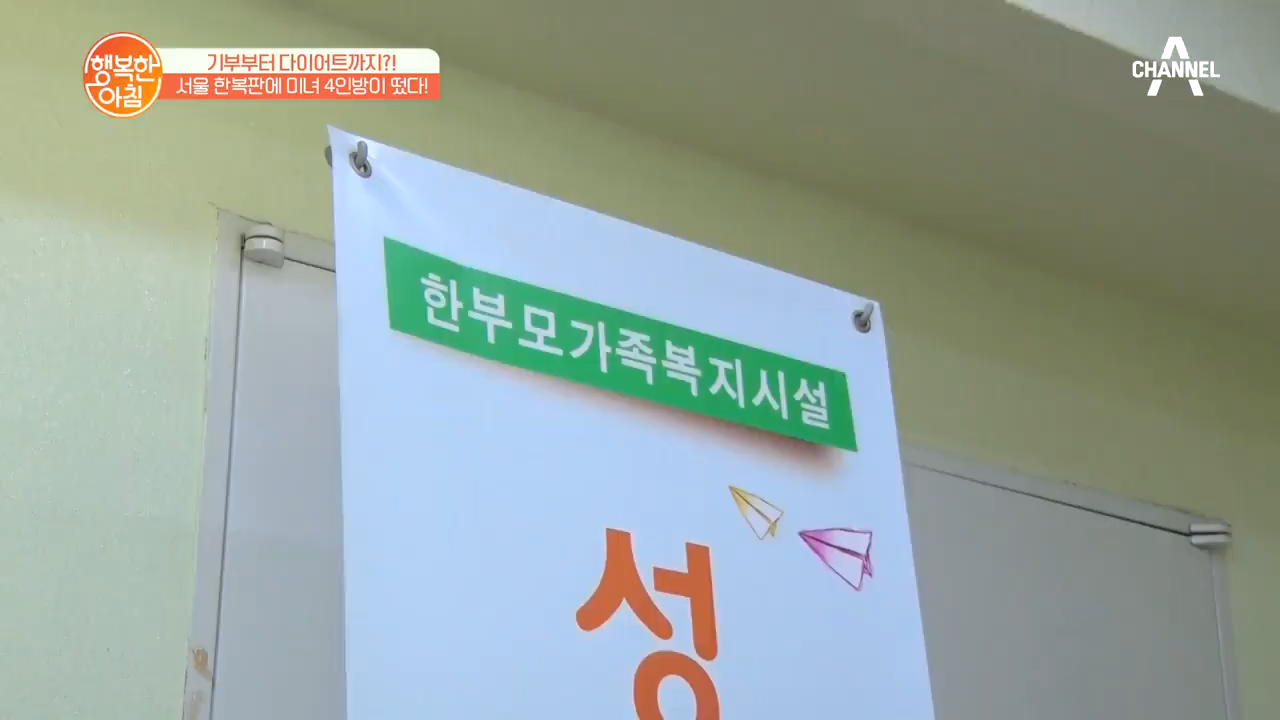 행복한
아침
기부부터 다이어트까지?!
서울 한복판에 미녀 4인방이 떴다!
CHANNEL A
한부모가족복지시설
성